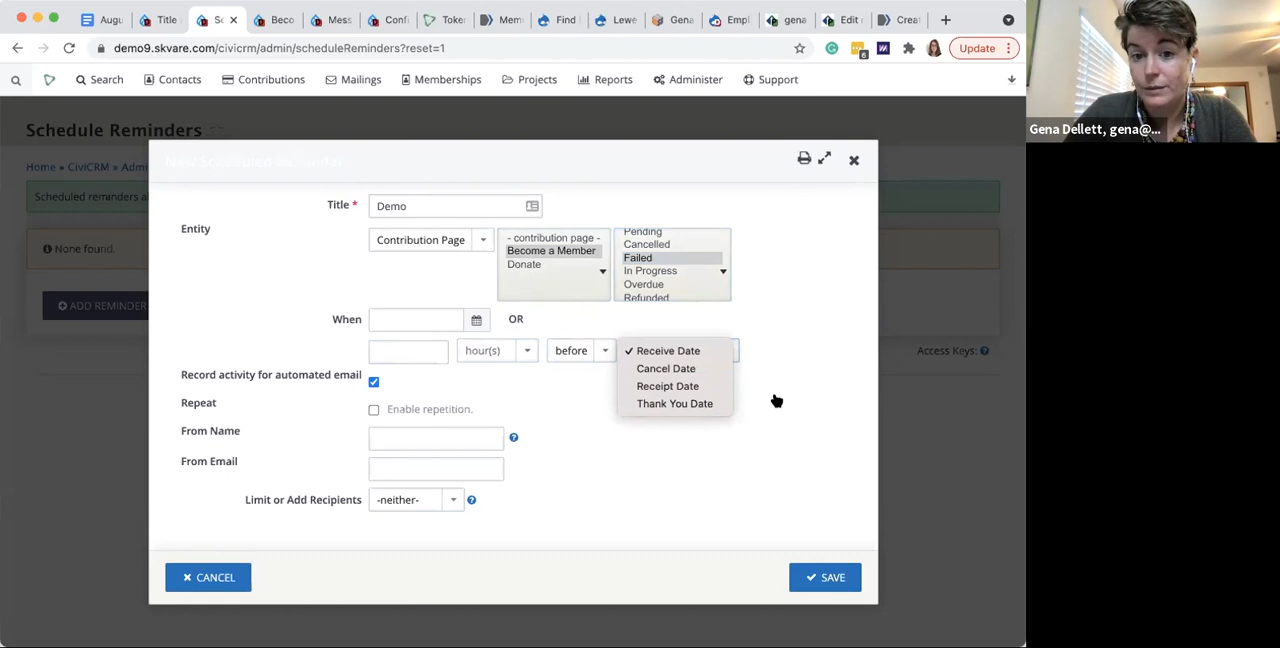 Augu
Title
Sc
Beco
Mess
Confi
Toke
Mem
Find
Lewe
Gena
Empl
gena
Edit
Creat
demo9.skvare.com/civicrm/admin/scheduleReminders?reset=1
6
Update
Search
Contacts
Contributions
Mailings
Memberships
Projects
Reports
Administer
Support
Gena Dellett, gena@...
Schedule Reminders
Home » CiviCRM » Admi
Scheduled reminders al
None found.
ADD REMINDER
Access Keys:
Title *
Demo
Entity
Contribution Page
- contribution page -
Become a Member
Donate
Pending
Cancelled
Failed
In Progress
Overdue
Refunded
When
OR
hour(s)
before
✓ Receive Date
Cancel Date
Receipt Date
Thank You Date
Record activity for automated email
Repeat
Enable repetition.
From Name
From Email
Limit or Add Recipients
-neither-
CANCEL
SAVE